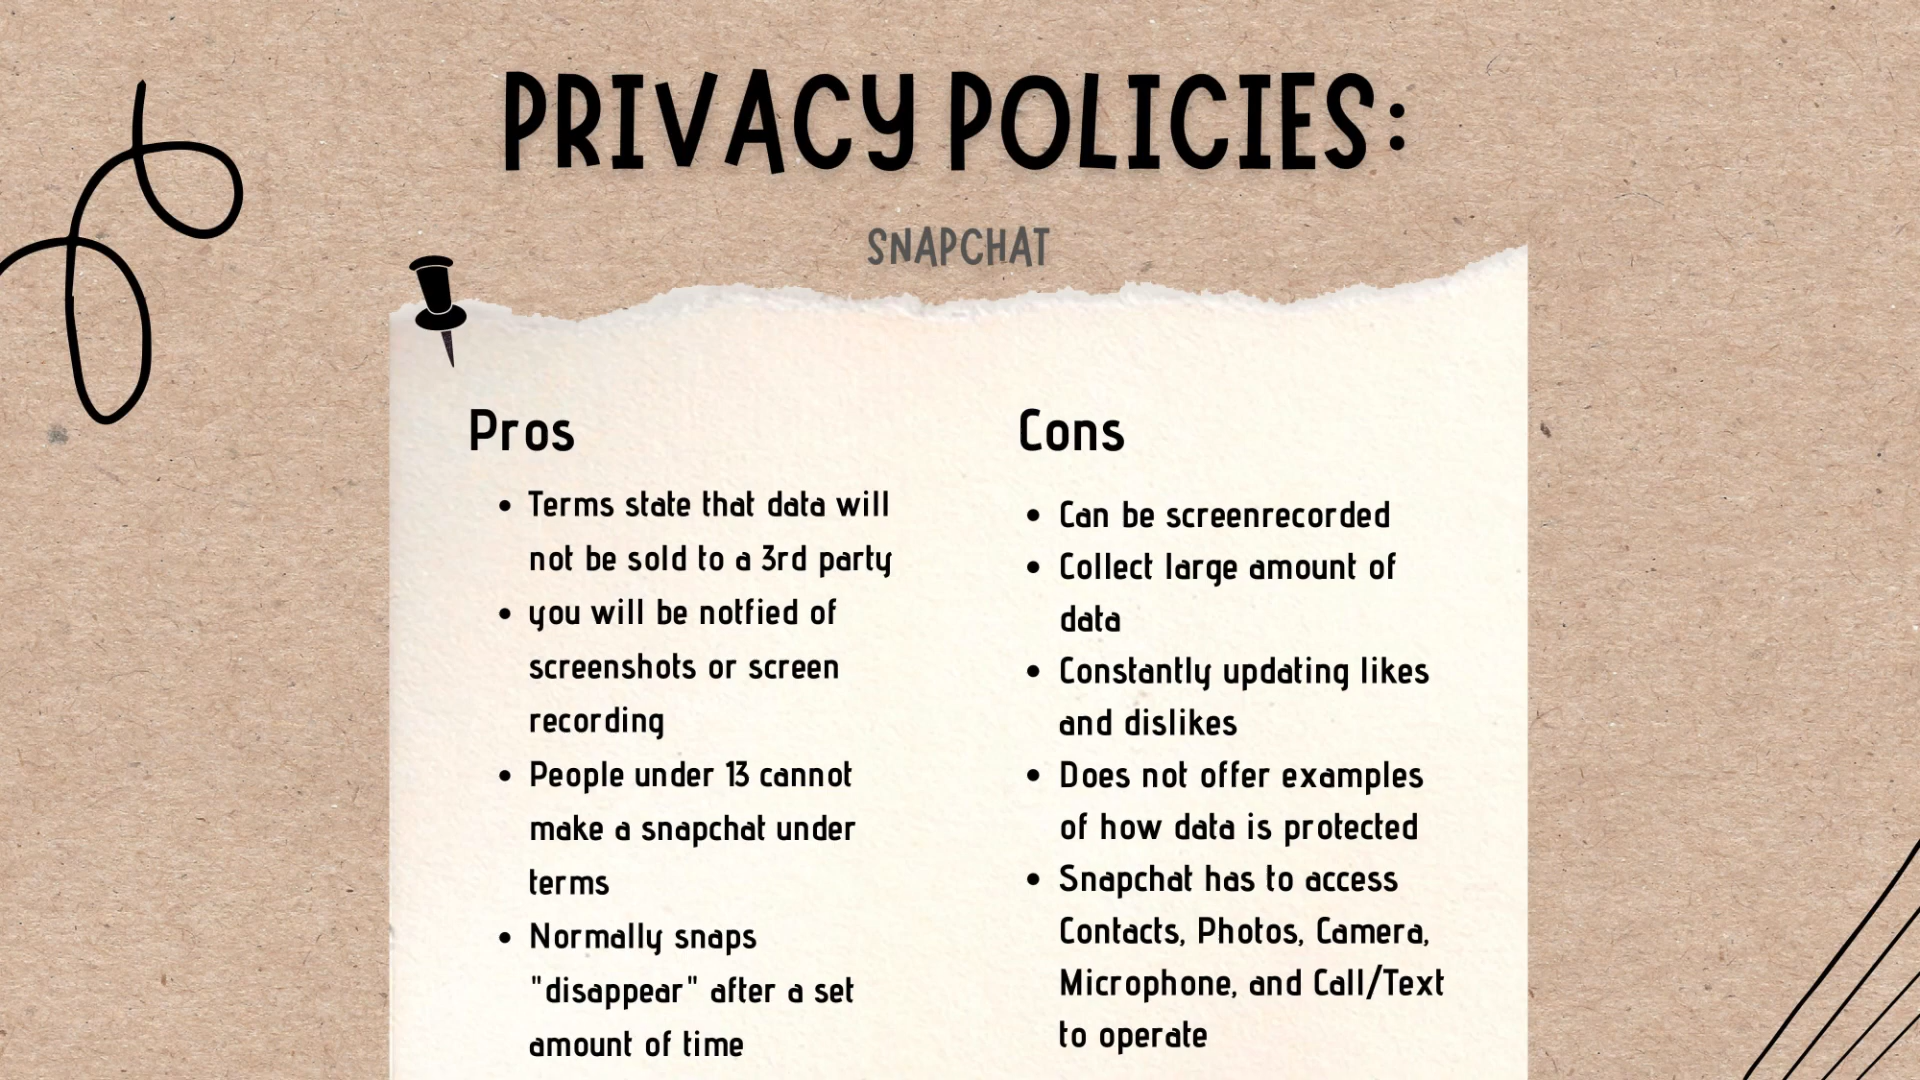 PRIVACY POLICIES:
SNAPCHAT
Pros
Terms state that data will
not be sold to a 3rd party
you will be notfied of
screenshots or screen
recording
People under 13 cannot
make a snapchat under
terms
Normally snaps
"disappear" after a set
amount of time
Cons
Can be screenrecorded
Collect large amount of
data
Constantly updating likes
and dislikes
Does not offer examples
of how data is protected
Snapchat has to access
Contacts, Photos, Camera,
Microphone, and Call/Text
to operate